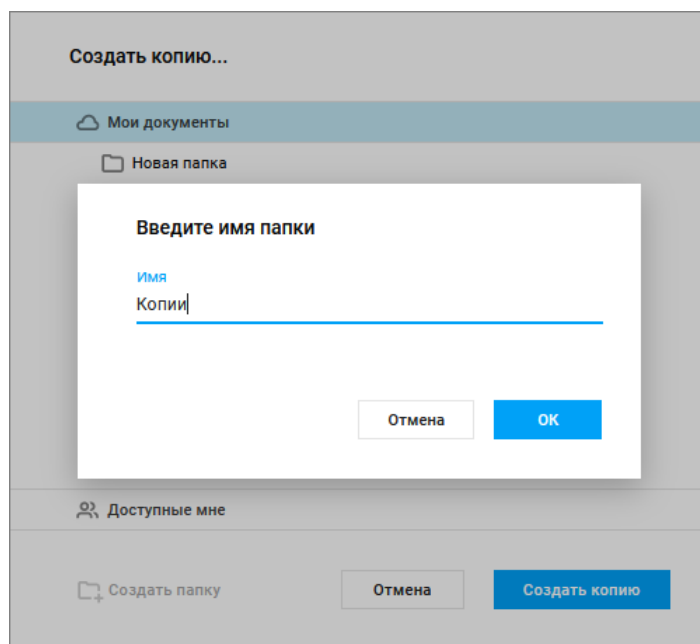 Создать копию...
Мои документы
Новая папка
Введите имя папки
Имя
Копии
Отмена
ОК
Доступные мне
Создать папку
Отмена
Создать копию